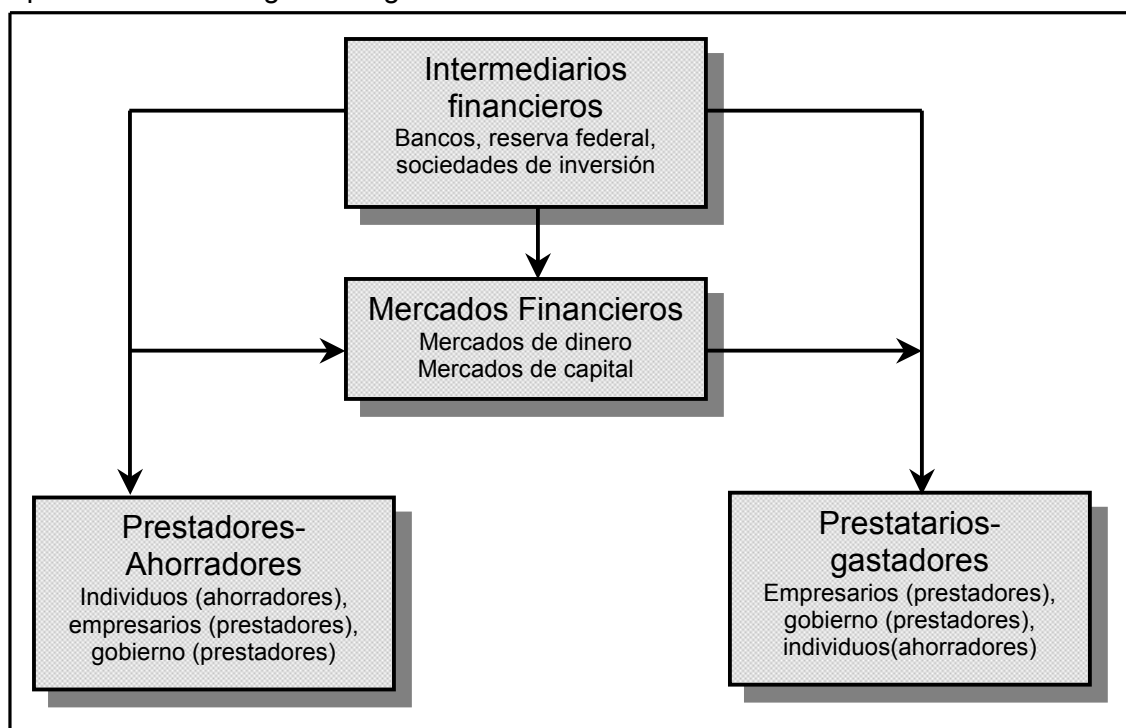 Intermediarios
financieros
Bancos, reserva federal,
sociedades de inversión
Mercados Financieros
Mercados de dinero
Mercados de capital
Prestadores-
Ahorradores
Individuos (ahorradores),
empresarios (prestadores),
gobierno (prestadores)
Prestatarios-
gastadores
Empresarios (prestadores),
gobierno (prestadores),
individuos(ahorradores)